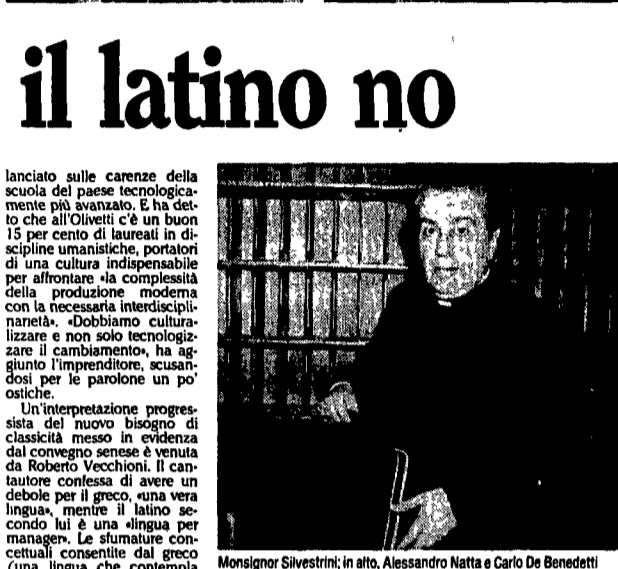 il latino no
lanciato sulle carenze della
scuola del paese tecnologica-
mente più avanzato. E ha det-
to che all'Olivetti c'è un buon
15 per cento di laureati in di-
scipline umanistiche, portatori
di una cultura indispensabile
per affrontare «la complessità
della produzione moderna
con la necessaria interdiscipli-
narietà». «Dobbiamo cultura-
lizzare e non solo tecnologiz-
zare il cambiamento», ha ag-
giunto l'imprenditore, scusan-
dosi per le parolone un po'
ostiche.
Un'interpretazione progres-
sista del nuovo bisogno di
classicità messo in evidenza
dal convegno senese è venuta
da Roberto Vecchioni. Il can-
tautore confessa di avere un
debole per il greco, «una vera
lingua», mentre il latino se-
condo lui è una «lingua per
manager». Le sfumature con-
cettuali consentite dal greco
(una lingua che contempla
Monsignor Silvestrini; in alto, Alessandro Natta e Carlo De Benedetti